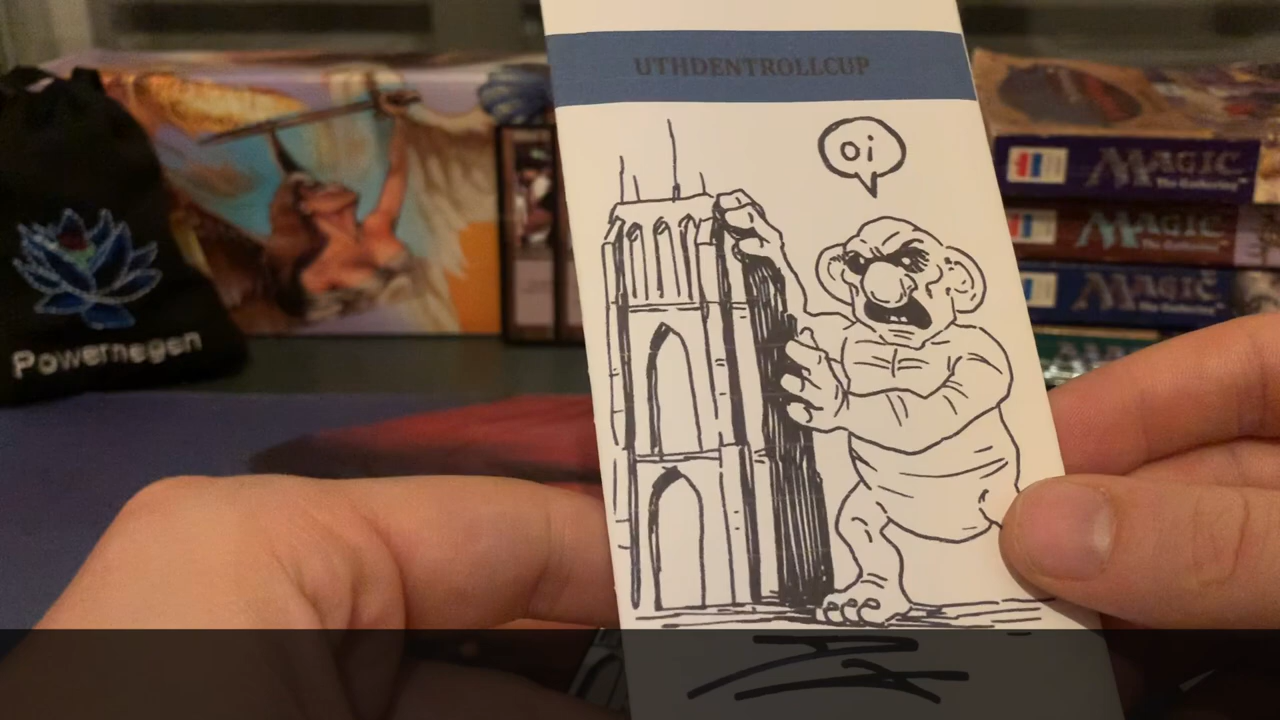 UTHDENTROLLCUP
oi
Powernegen
MAGIC
The Gathering
MAGIC
The Gathering
MAGIC
The Gathering